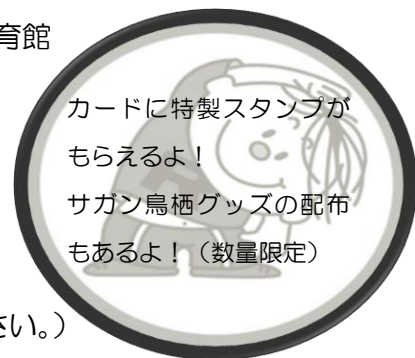 育館
カードに特製スタンプが
もらえるよ！
サガン鳥栖グッズの配布
もあるよ！（数量限定）
さい。）